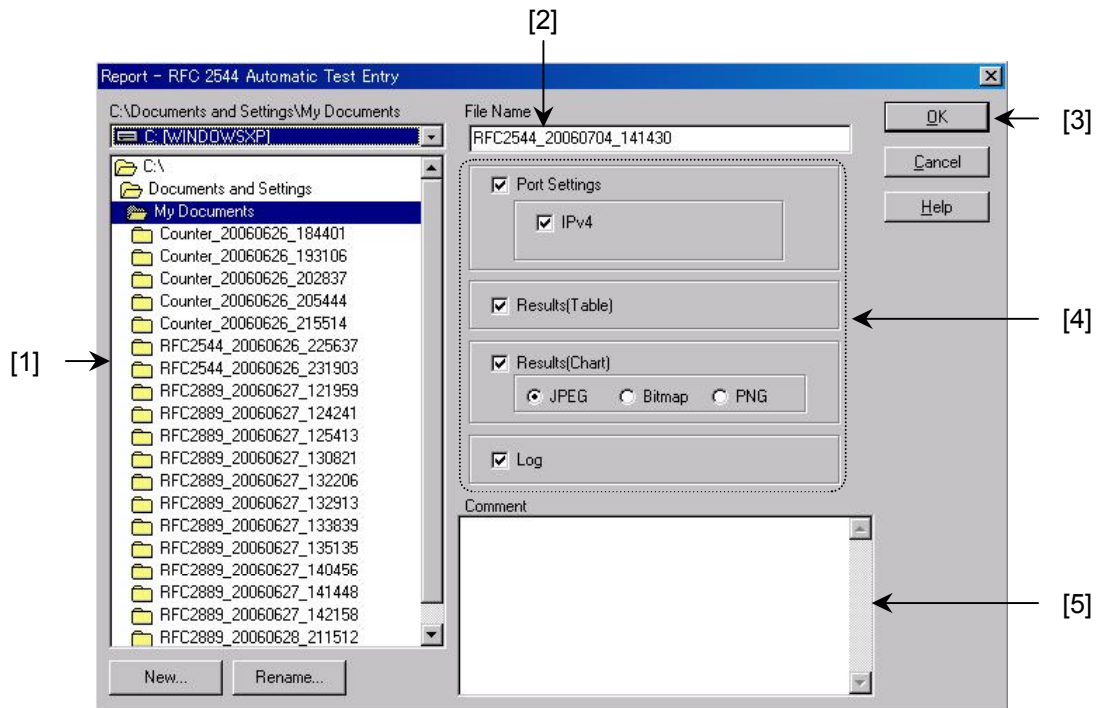 [2]
Report - RFC 2544 Automatic Test Entry
C:\Documents and Settings\My Documents
C: [WINDOWSXP]
C:\
Documents and Settings
My Documents
Counter_20060626_184401
Counter_20060626_193106
Counter_20060626_202837
Counter_20060626_205444
Counter_20060626_215514
RFC2544_20060626_225637
RFC2544_20060626_231903
RFC2889_20060627_121959
RFC2889_20060627_124241
RFC2889_20060627_125413
RFC2889_20060627_130821
RFC2889_20060627_132206
RFC2889_20060627_132913
RFC2889_20060627_133839
RFC2889_20060627_135135
RFC2889_20060627_140456
RFC2889_20060627_141448
RFC2889_20060627_142158
RFC2889_20060628_211512
New...
Rename...
[1]
File Name
RFC2544_20060704_141430
Port Settings
IPv4
Results(Table)
Results(Chart)
JPEG Bitmap PNG
Log
Comment
OK
Cancel
Help
[3]
[4]
[5]